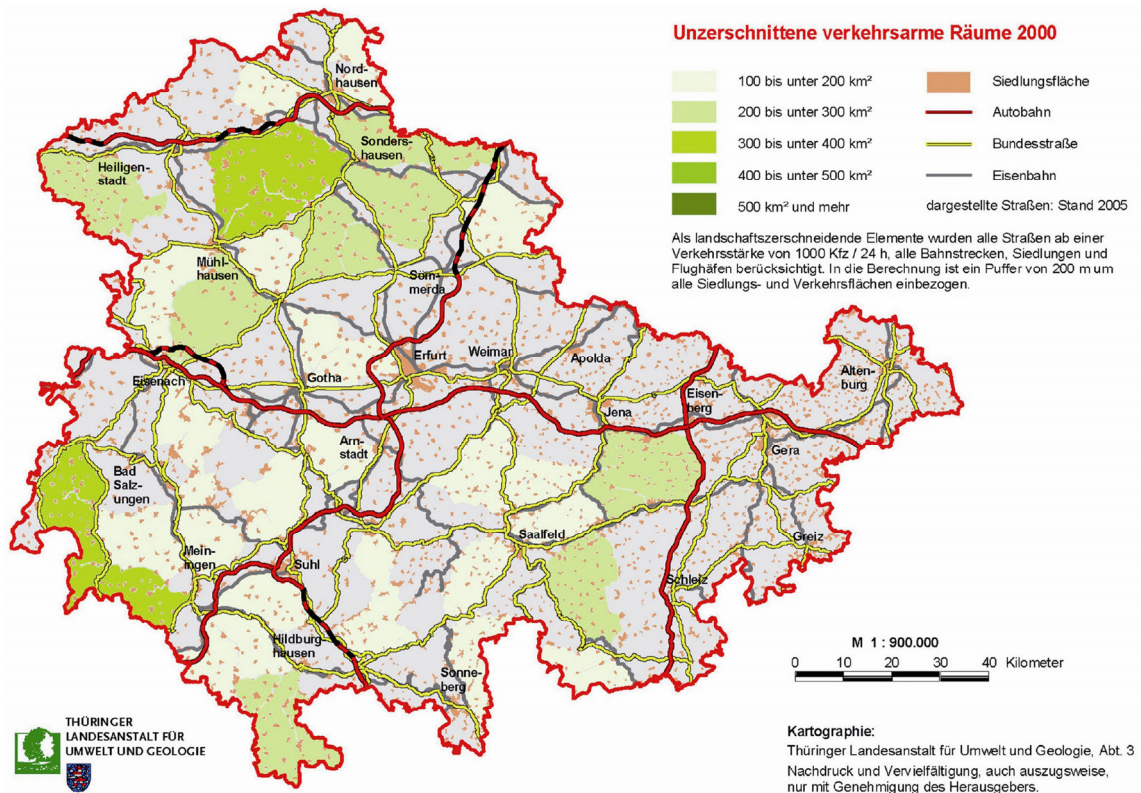 Unzerschnittene verkehrsarme Räume 2000
100 bis unter 200 km²
200 bis unter 300 km²
300 bis unter 400 km²
400 bis unter 500 km²
500 km² und mehr
Siedlungsfläche
Autobahn
Bundesstraße
Eisenbahn
dargestellte Straßen: Stand 2005
Als landschaftszerschneidende Elemente wurden alle Straßen ab einer
Verkehrsstärke von 1000 Kfz / 24 h, alle Bahnstrecken, Siedlungen und
Flughäfen berücksichtigt. In die Berechnung ist ein Puffer von 200 m um
alle Siedlungs- und Verkehrsflächen einbezogen.
Nord-
hausen
Sonders-
hausen
Heiligen-
stadt
Mühl-
hausen
Söm-
merda
Eisenach
Gotha
Erfurt
Weimar
Apolda
Jena
Eisen-
berg
Alten-
burg
Gera
Arn-
stadt
Bad
Salz-
ungen
Saalfeld
Greiz
Mei-
ningen
Suhl
Schleiz
Hildburg-
hausen
Sonne-
berg
M 1 : 900.000
0 10 20 30 40 Kilometer
THÜRINGER
LANDESANSTALT FÜR
UMWELT UND GEOLOGIE
Kartographie:
Thüringer Landesanstalt für Umwelt und Geologie, Abt. 3
Nachdruck und Vervielfältigung, auch auszugsweise,
nur mit Genehmigung des Herausgebers.